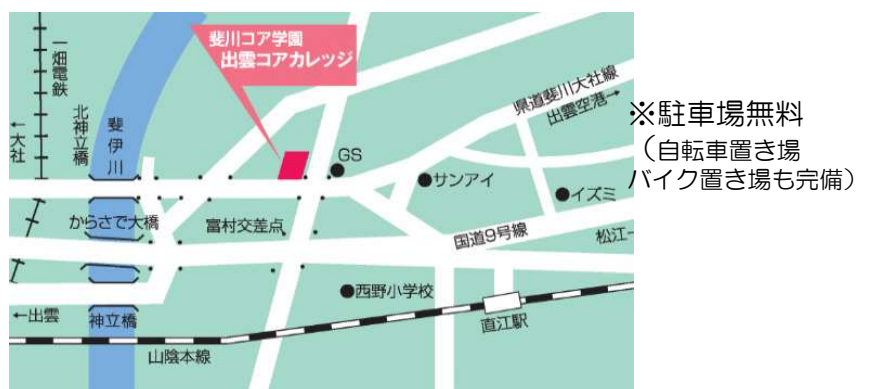 斐川コア学園
出雲コアカレッジ
一畑電鉄
←大社
北神立橋
斐伊川
GS
県道斐川大社線
出雲空港→
サンアイ
イズミ
からさで大橋
富村交差点
国道9号線
松江→
西野小学校
←出雲
神立橋
直江駅
山陰本線
※駐車場無料
（自転車置き場
バイク置き場も完備）